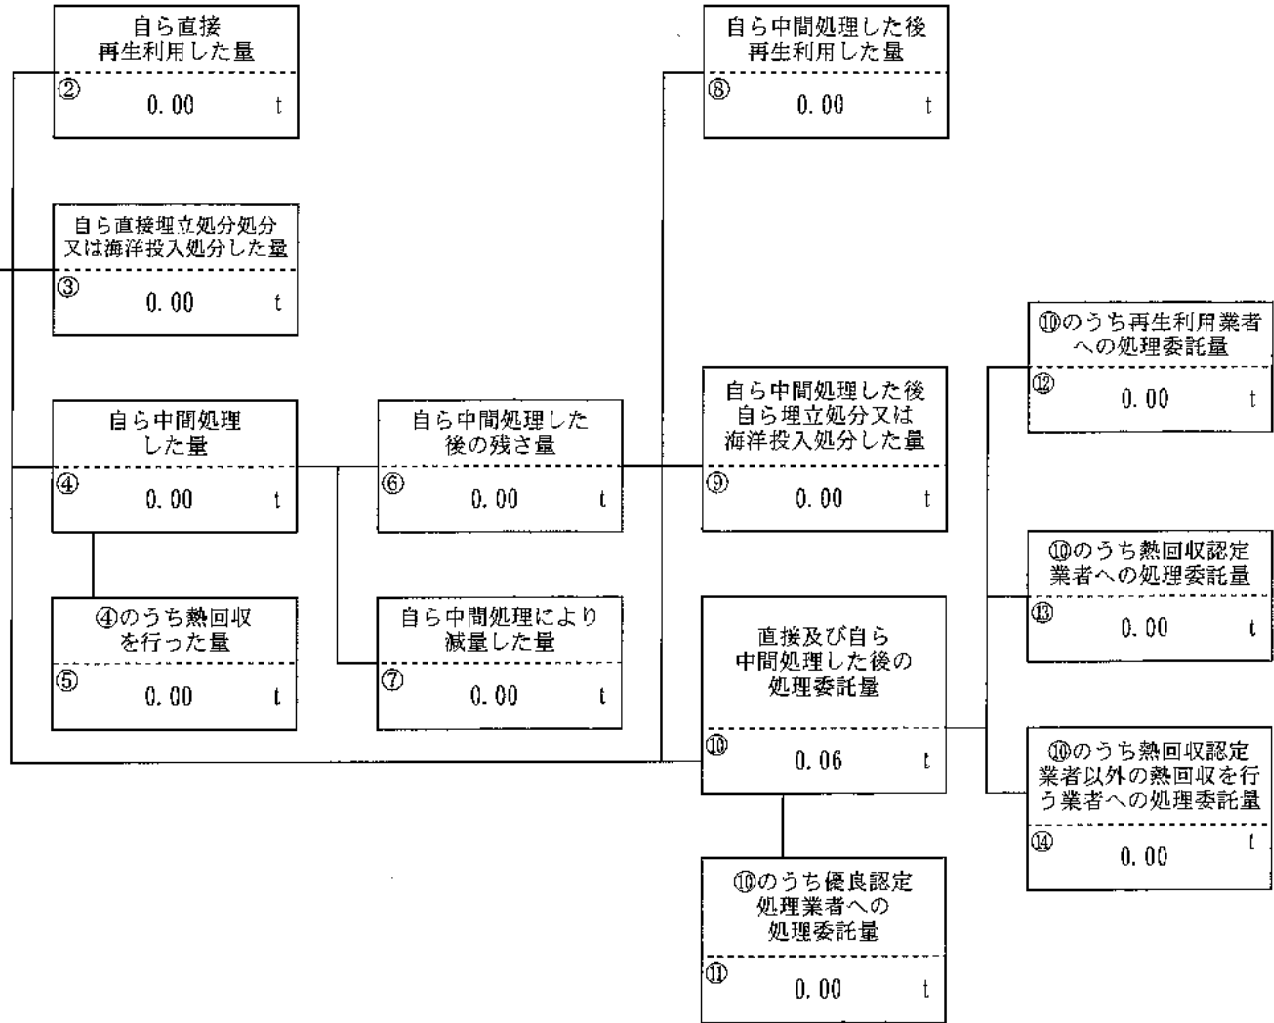 自ら直接
再生利用した量
②
0.00 t
自ら中間処理した後
再生利用した量
⑧
0.00 t
自ら直接埋立処分処分
又は海洋投入処分した量
③
0.00 t
⑩のうち再生利用業者
への処理委託量
⑫
0.00 t
自ら中間処理
した量
④
0.00 t
自ら中間処理した
後の残さ量
⑥
0.00 t
自ら中間処理した後
自ら埋立処分又は
海洋投入処分した量
⑨
0.00 t
⑩のうち熱回収認定
業者への処理委託量
⑬
0.00 t
④のうち熱回収
を行った量
⑤
0.00 t
自ら中間処理により
減量した量
⑦
0.00 t
直接及び自ら
中間処理した後の
処理委託量
⑩
0.06 t
⑩のうち熱回収認定
業者以外の熱回収を行
う業者への処理委託量
⑭
0.00 t
⑩のうち優良認定
処理業者への
処理委託量
⑪
0.00 t